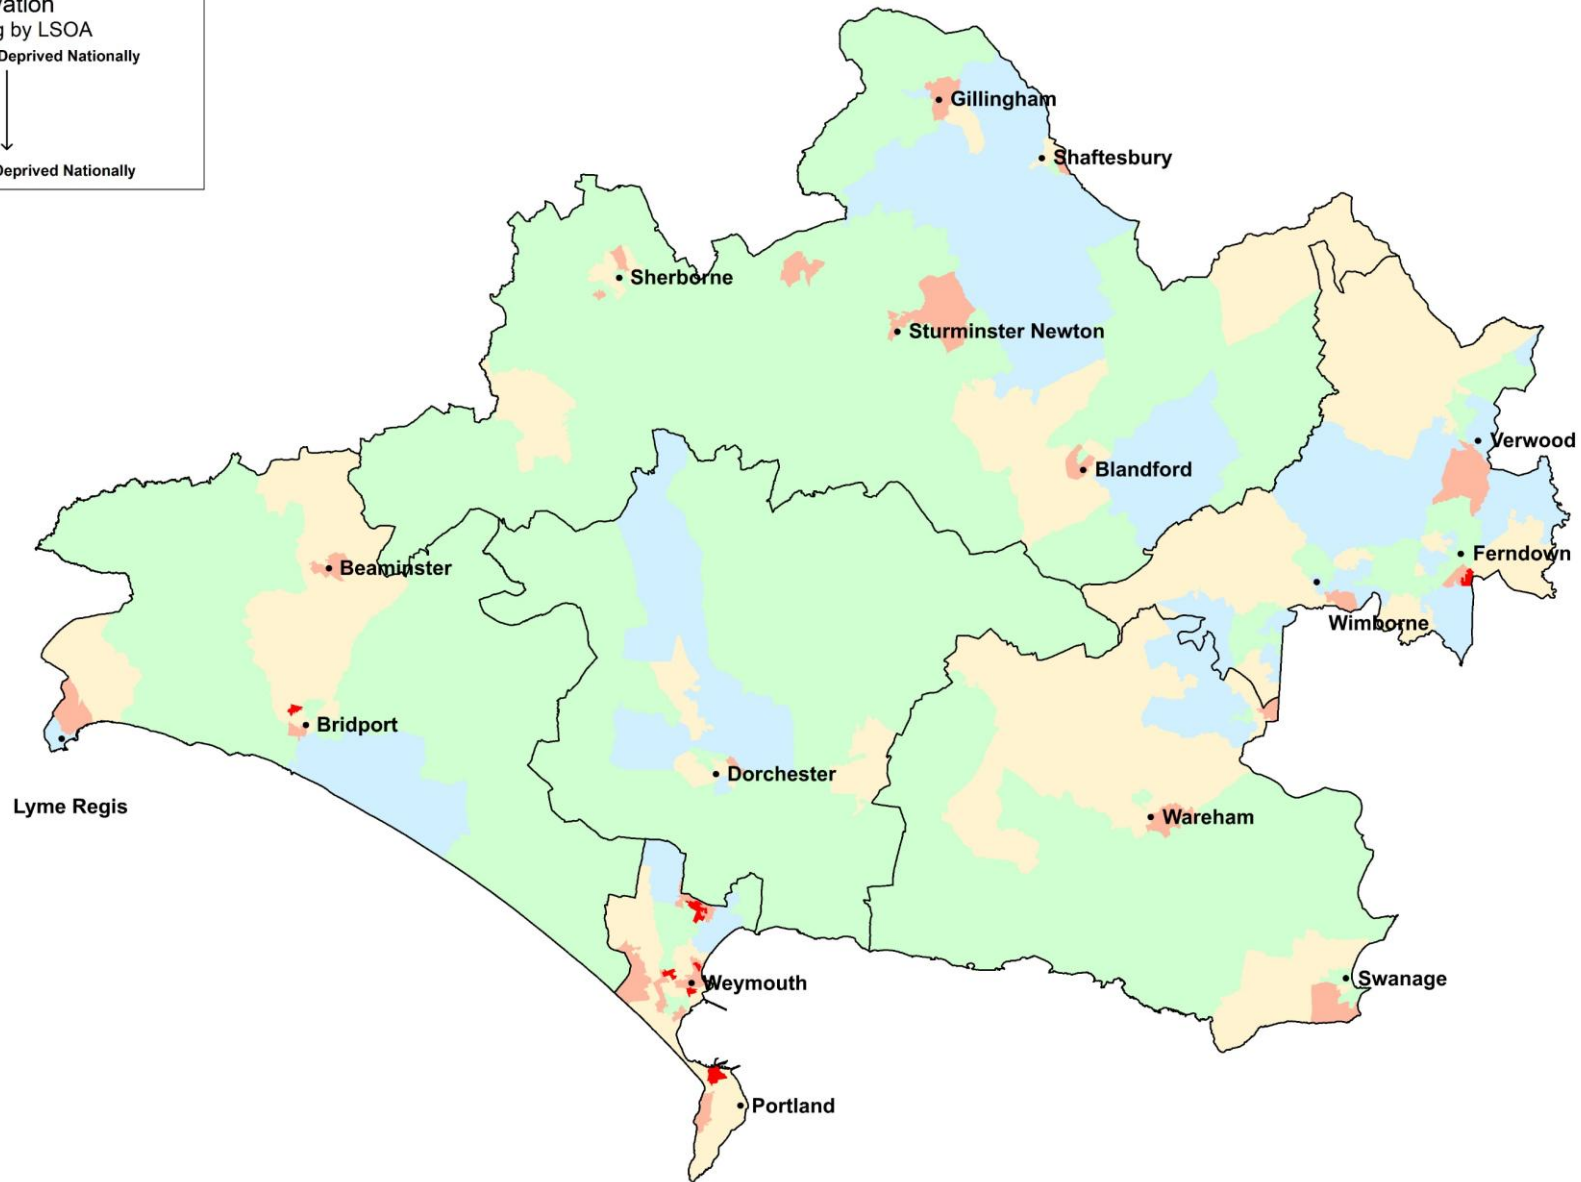 vation
g by LSOA
Deprived Nationally
Deprived Nationally
Gillingham
Shaftesbury
Sherborne
Sturminster Newton
Verwood
Blandford
Ferndown
Beaminster
Wimborne
Bridport
Dorchester
Lyme Regis
Wareham
Swanage
Weymouth
Portland